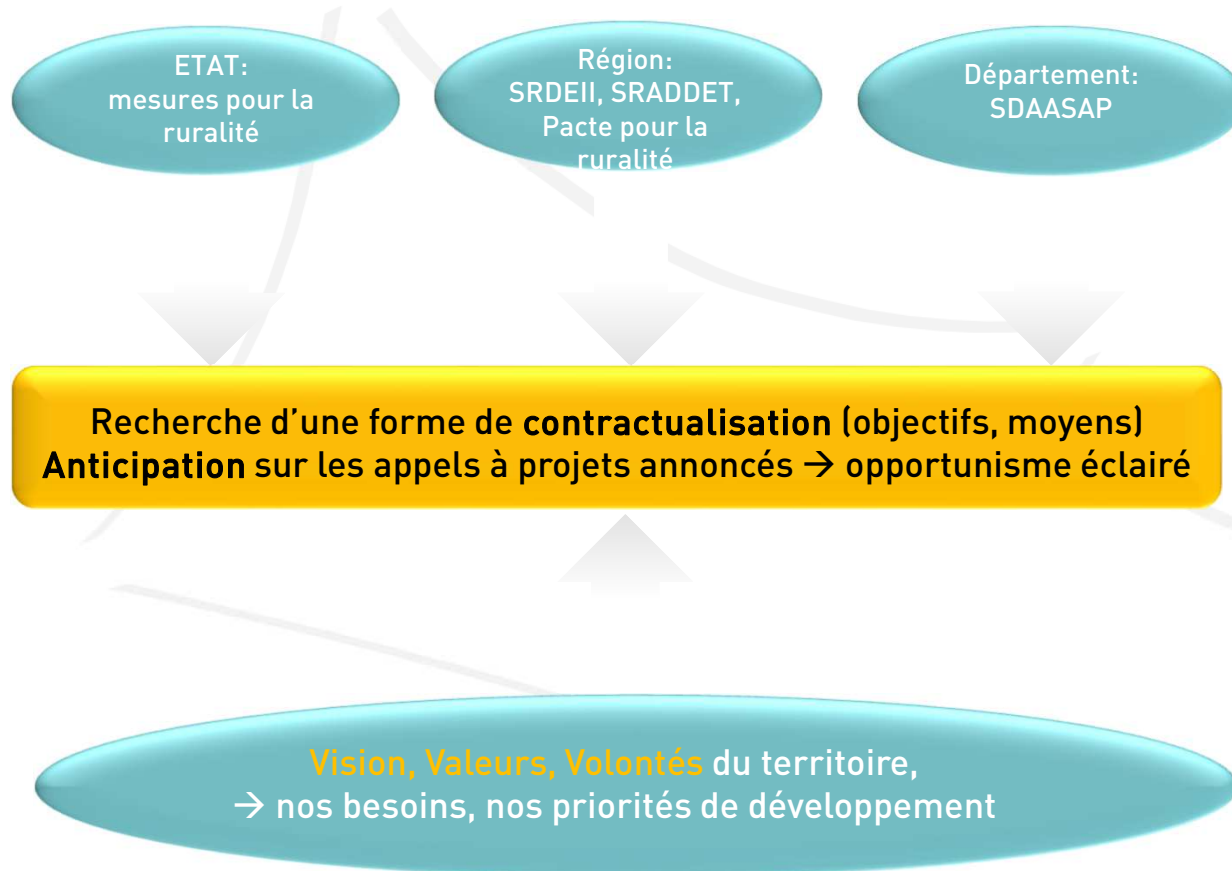 ETAT:
mesures pour la
ruralité
Région:
SRDEII, SRADDET,
Pacte pour la
ruralité
Département:
SDAASAP
Recherche d’une forme de contractualisation (objectifs, moyens)
Anticipation sur les appels à projets annoncés → opportunisme éclairé
Vision, Valeurs, Volontés du territoire,
→ nos besoins, nos priorités de développement